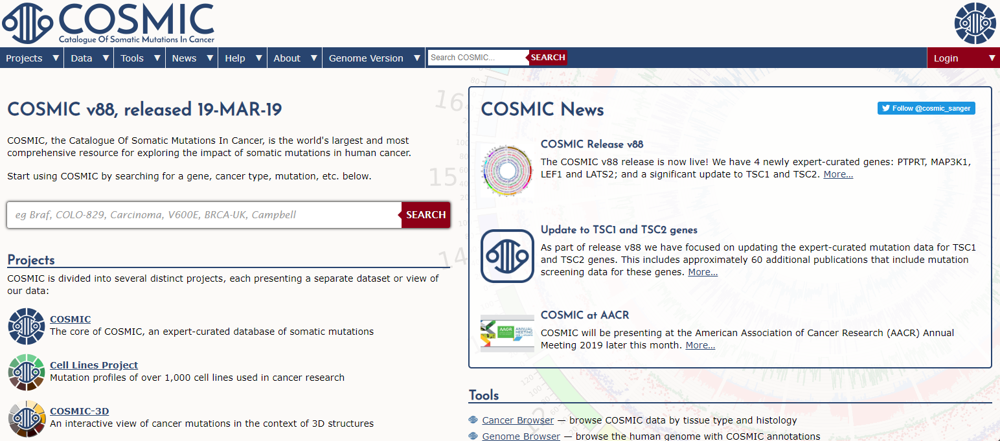 COSMIC
Catalogue Of Somatic Mutations In Cancer
Projects ▼ Data ▼ Tools ▼ News ▼ Help ▼ About ▼ Genome Version ▼ Search COSMIC... SEARCH Login ▼
COSMIC v88, released 19-MAR-19
COSMIC, the Catalogue Of Somatic Mutations In Cancer, is the world's largest and most
comprehensive resource for exploring the impact of somatic mutations in human cancer.
Start using COSMIC by searching for a gene, cancer type, mutation, etc. below.
eg Braf, COLO-829, Carcinoma, V600E, BRCA-UK, Campbell SEARCH
Projects
COSMIC is divided into several distinct projects, each presenting a separate dataset or view of
our data:
COSMIC
The core of COSMIC, an expert-curated database of somatic mutations
Cell Lines Project
Mutation profiles of over 1,000 cell lines used in cancer research
COSMIC-3D
An interactive view of cancer mutations in the context of 3D structures
16
15
14
12
COSMIC News
Follow @cosmic_sanger
COSMIC Release v88
The COSMIC v88 release is now live! We have 4 newly expert-curated genes: PTPRT, MAP3K1,
LEF1 and LATS2; and a significant update to TSC1 and TSC2. More...
Update to TSC1 and TSC2 genes
As part of release v88 we have focused on updating the expert-curated mutation data for TSC1
and TSC2 genes. This includes approximately 60 additional publications that include mutation
screening data for these genes. More...
COSMIC at AACR
AACR
ANNUAL
MEETING
COSMIC will be presenting at the American Association of Cancer Research (AACR) Annual
Meeting 2019 later this month. More...
Tools
Cancer Browser — browse COSMIC data by tissue type and histology
Genome Browser — browse the human genome with COSMIC annotations